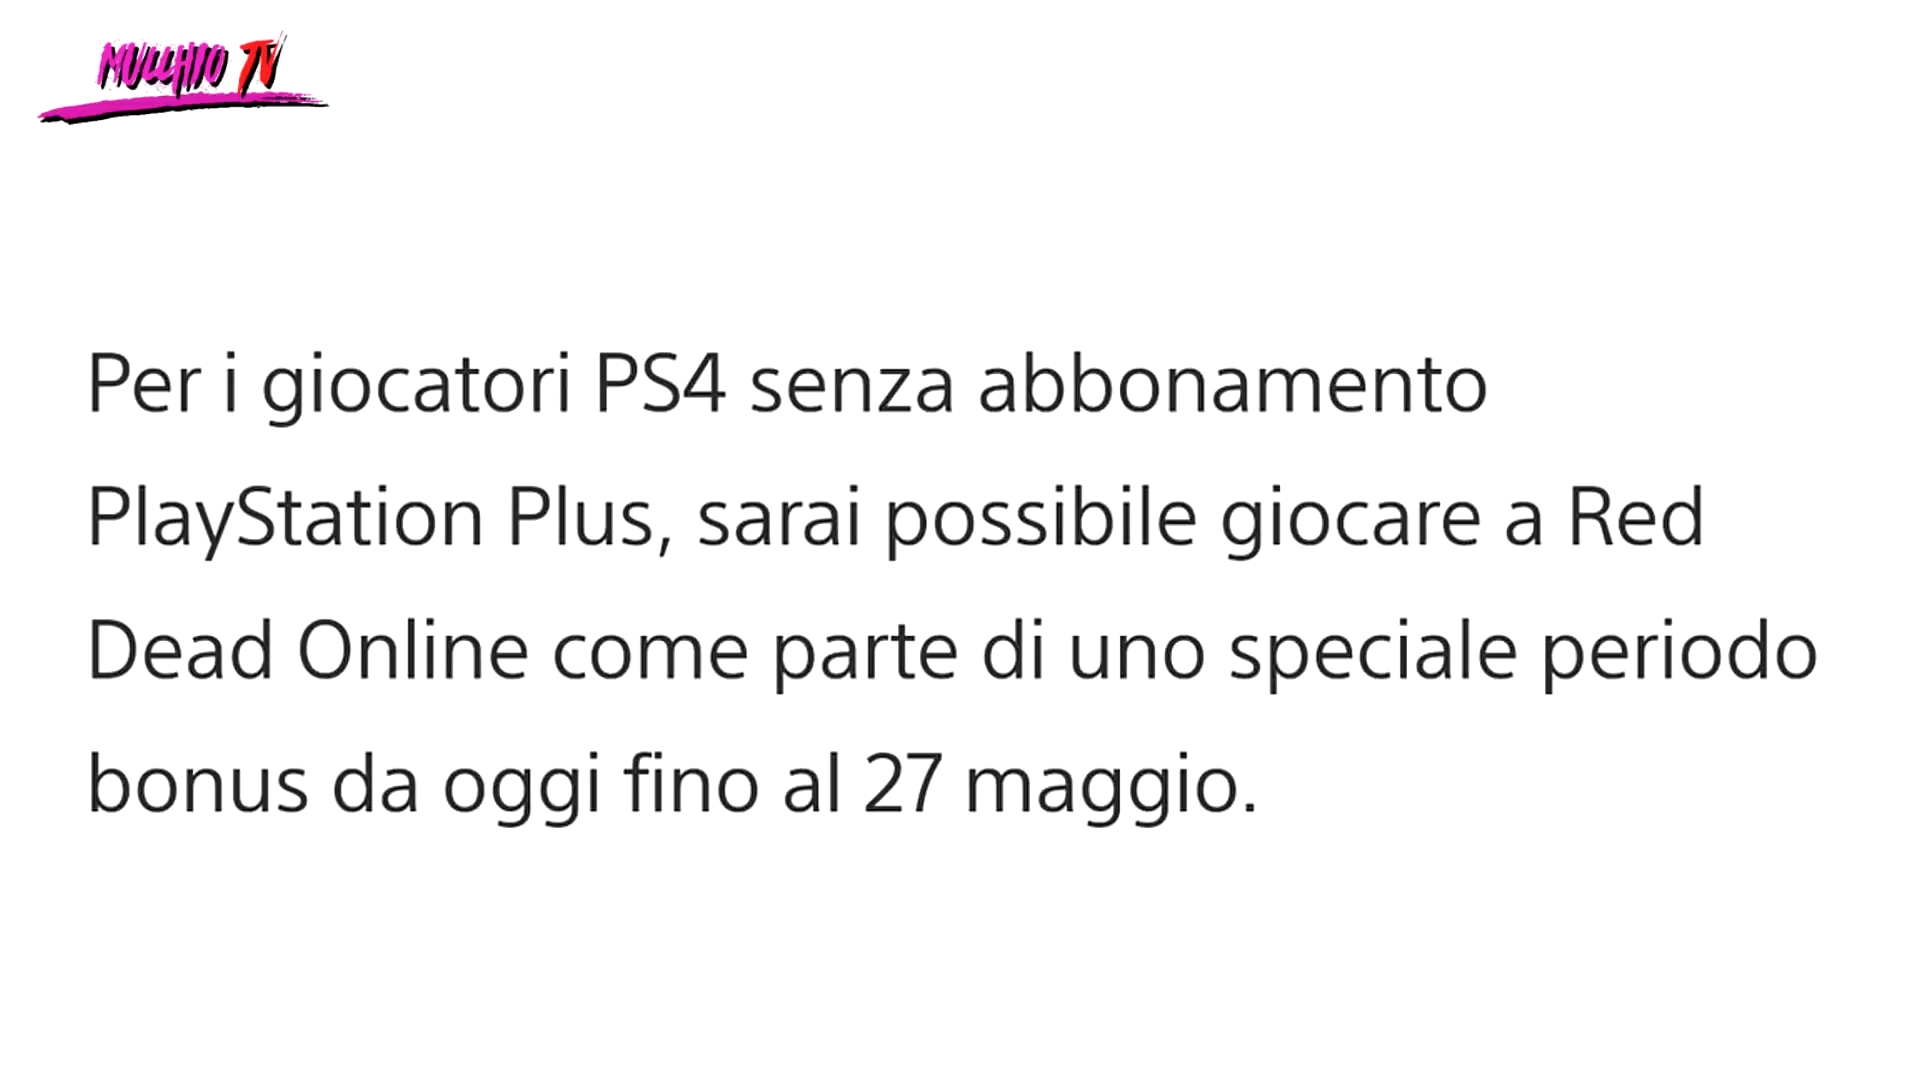 MUCCHIO TV
Per i giocatori PS4 senza abbonamento
PlayStation Plus, sarai possibile giocare a Red
Dead Online come parte di uno speciale periodo
bonus da oggi fino al 27 maggio.